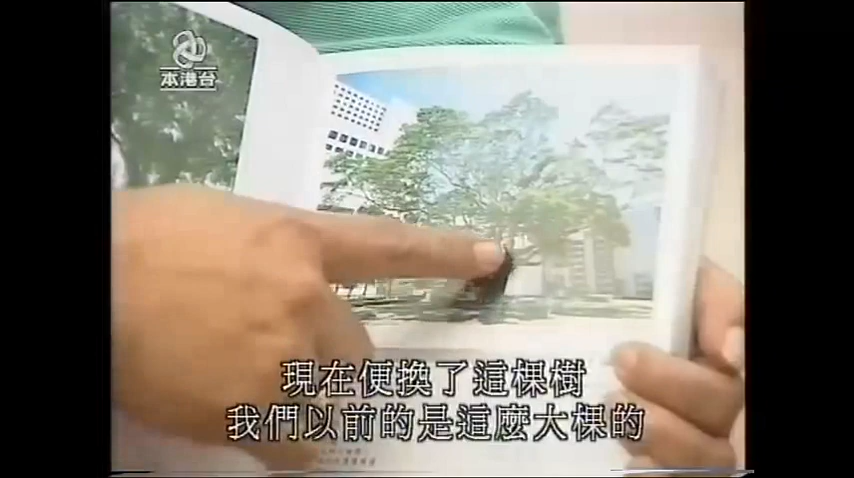 本港台
現在便換了這棵樹
我們以前的是這麼大棵的